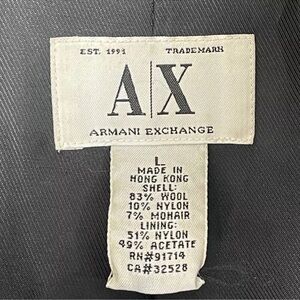 EST. 1991 TRADEMARK
A|X
ARMANI EXCHANGE
L
MADE IN
HONG KONG
SHELL:
83% WOOL
10% NYLON
7% MOHAIR
LINING:
51% NYLON
49% ACETATE
RN#91714
CA#32528